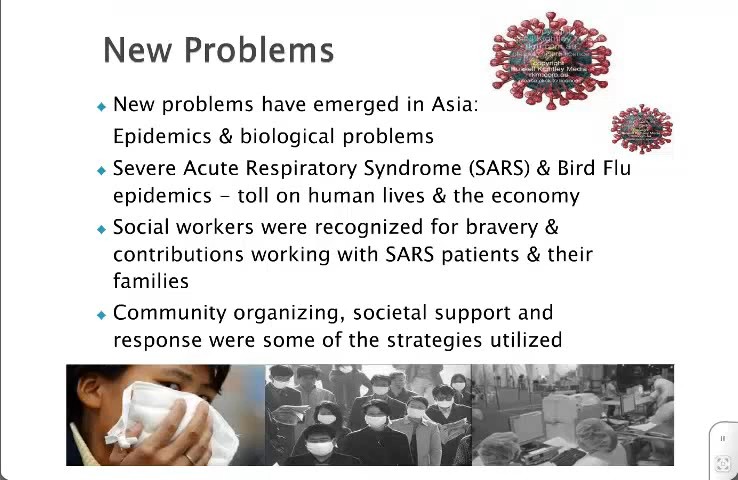 New Problems
New problems have emerged in Asia:
Epidemics & biological problems
Severe Acute Respiratory Syndrome (SARS) & Bird Flu
epidemics – toll on human lives & the economy
Social workers were recognized for bravery &
contributions working with SARS patients & their
families
Community organizing, societal support and
response were some of the strategies utilized
copyright